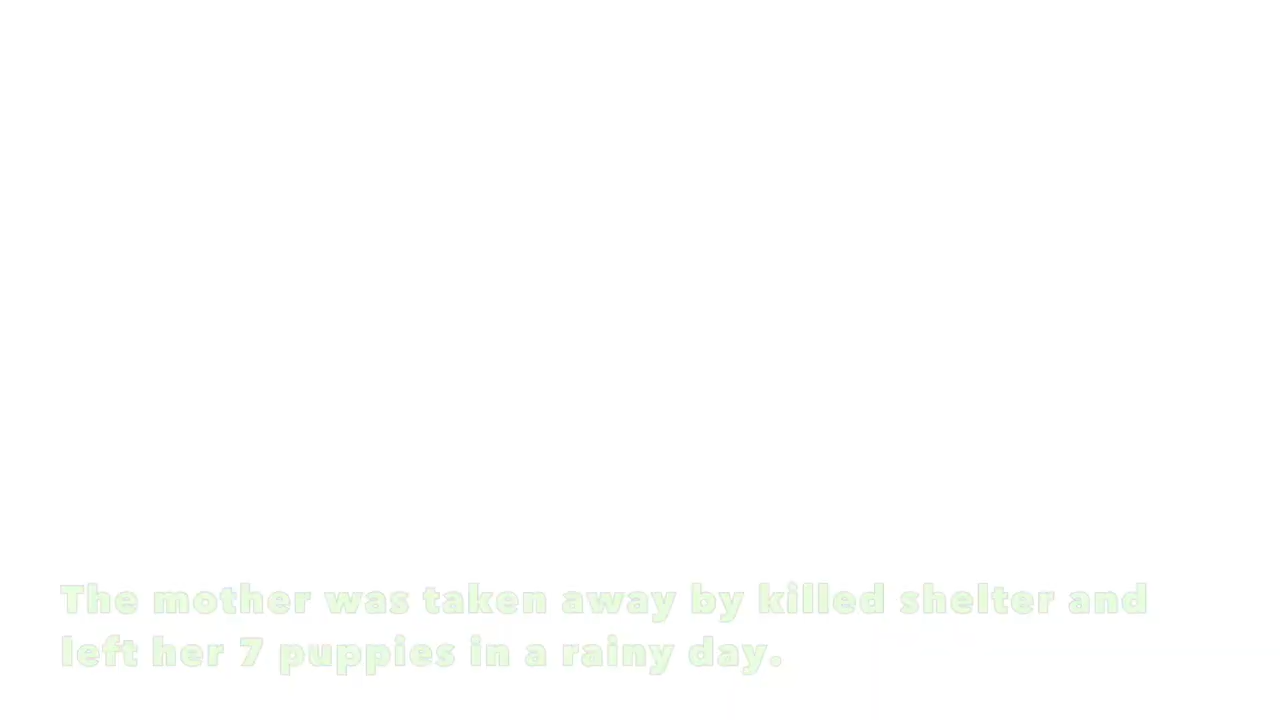 The mother was taken away by killed shelter and
left her 7 puppies in a rainy day.